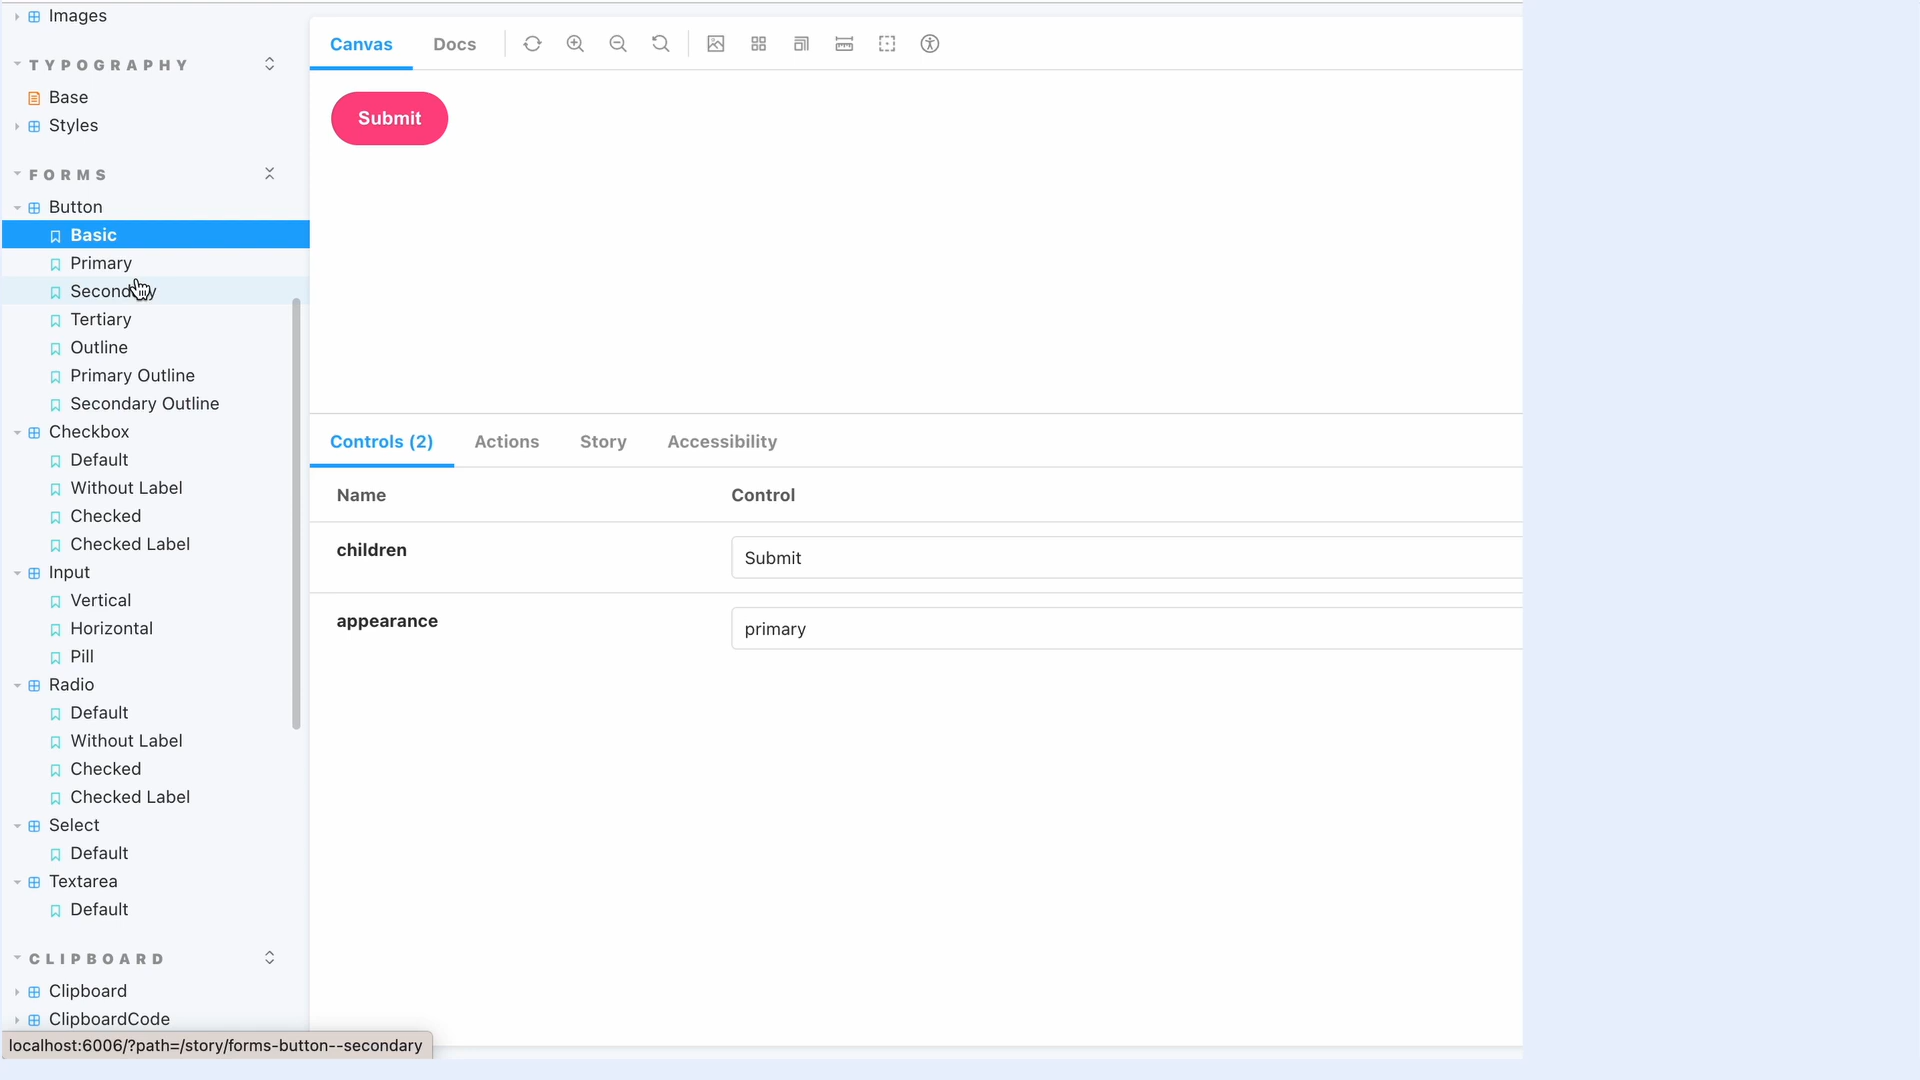 Images
TYPOGRAPHY
Base
Styles
FORMS
Button
Basic
Primary
Secondary
Tertiary
Outline
Primary Outline
Secondary Outline
Checkbox
Default
Without Label
Checked
Checked Label
Input
Vertical
Horizontal
Pill
Radio
Default
Without Label
Checked
Checked Label
Select
Default
Textarea
Default
CLIPBOARD
Clipboard
ClipboardCode
localhost:6006/?path=/story/forms-button--secondary
Canvas Docs
Submit
Controls (2) Actions Story Accessibility
Name Control
children Submit
appearance primary